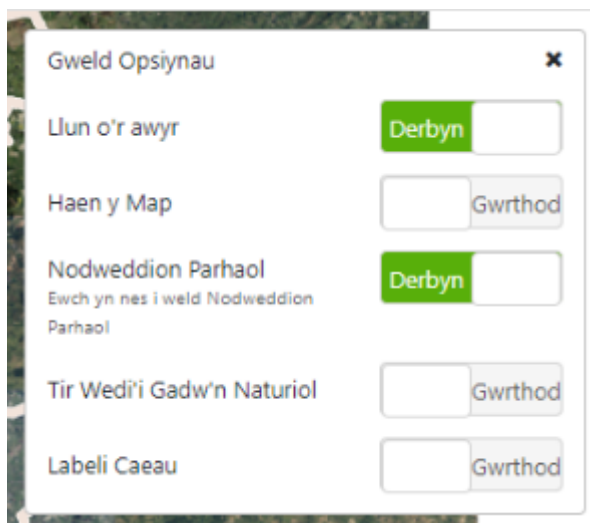 Gweld Opsiynau ✖
Llun o'r awyr Derbyn
Haen y Map Gwrthod
Nodweddion Parhaol Derbyn
Ewch yn nes i weld Nodweddion
Parhaol
Tir Wedi'i Gadw'n Naturiol Gwrthod
Labeli Caeau Gwrthod